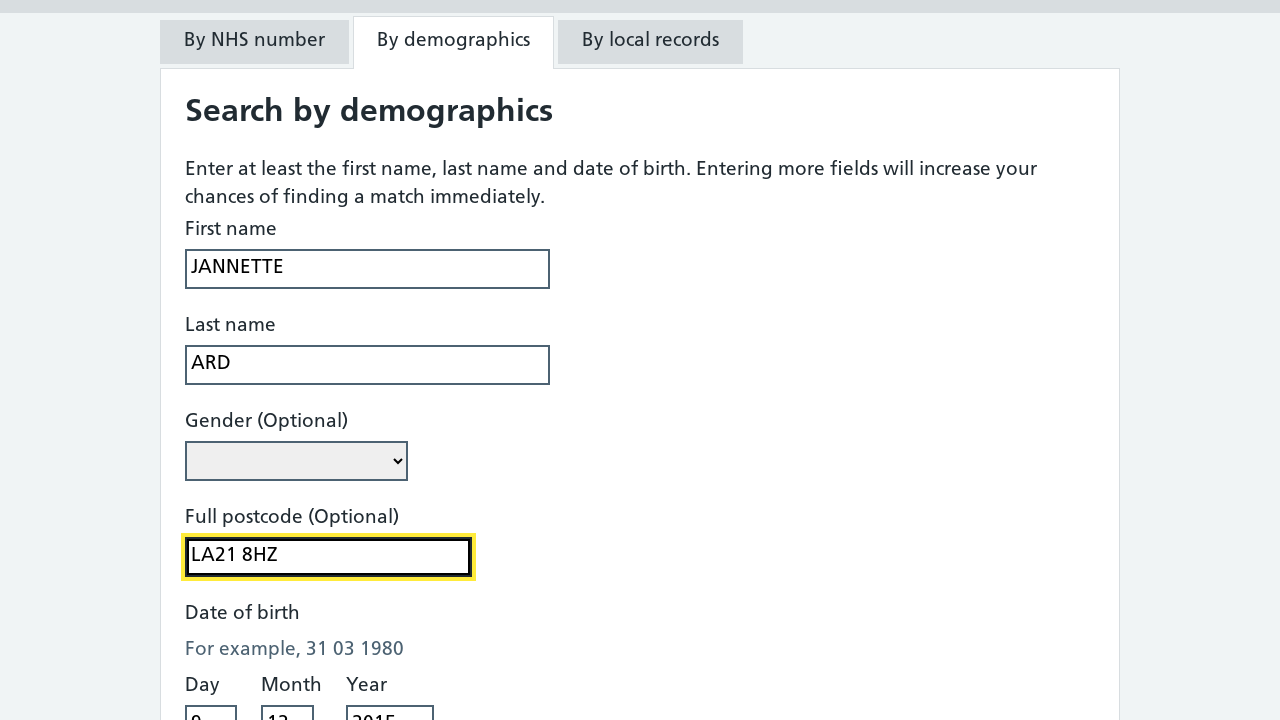 By NHS number By demographics By local records
Search by demographics
Enter at least the first name, last name and date of birth. Entering more fields will increase your
chances of finding a match immediately.
First name
JANNETTE
Last name
ARD
Gender (Optional)
Full postcode (Optional)
LA21 8HZ
Date of birth
For example, 31 03 1980
Day Month Year